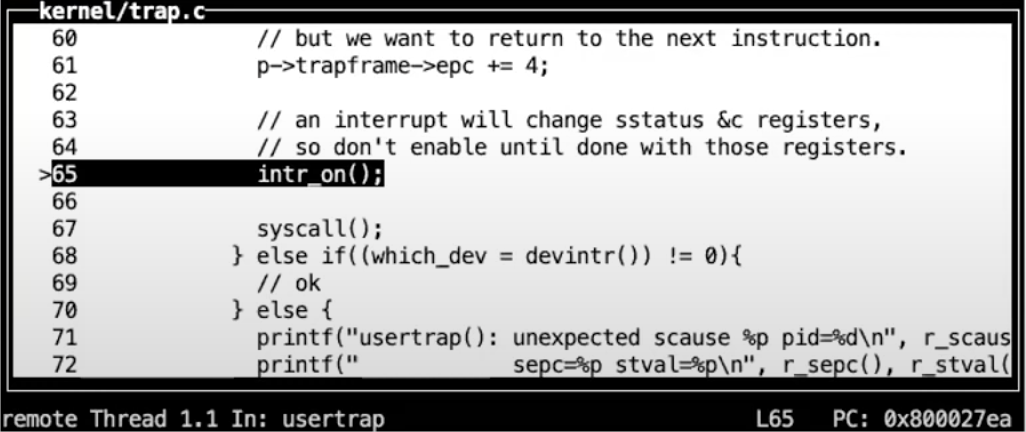 kernel/trap.c
60 // but we want to return to the next instruction.
61 p->trapframe->epc += 4;
62
63 // an interrupt will change sstatus &c registers,
64 // so don't enable until done with those registers.
>65 intr_on();
66
67 syscall();
68 } else if((which_dev = devintr()) != 0){
69 // ok
70 } else {
71 printf("usertrap(): unexpected scause %p pid=%d\n", r_scaus
72 printf(" sepc=%p stval=%p\n", r_sepc(), r_stval(
remote Thread 1.1 In: usertrap L65 PC: 0x800027ea